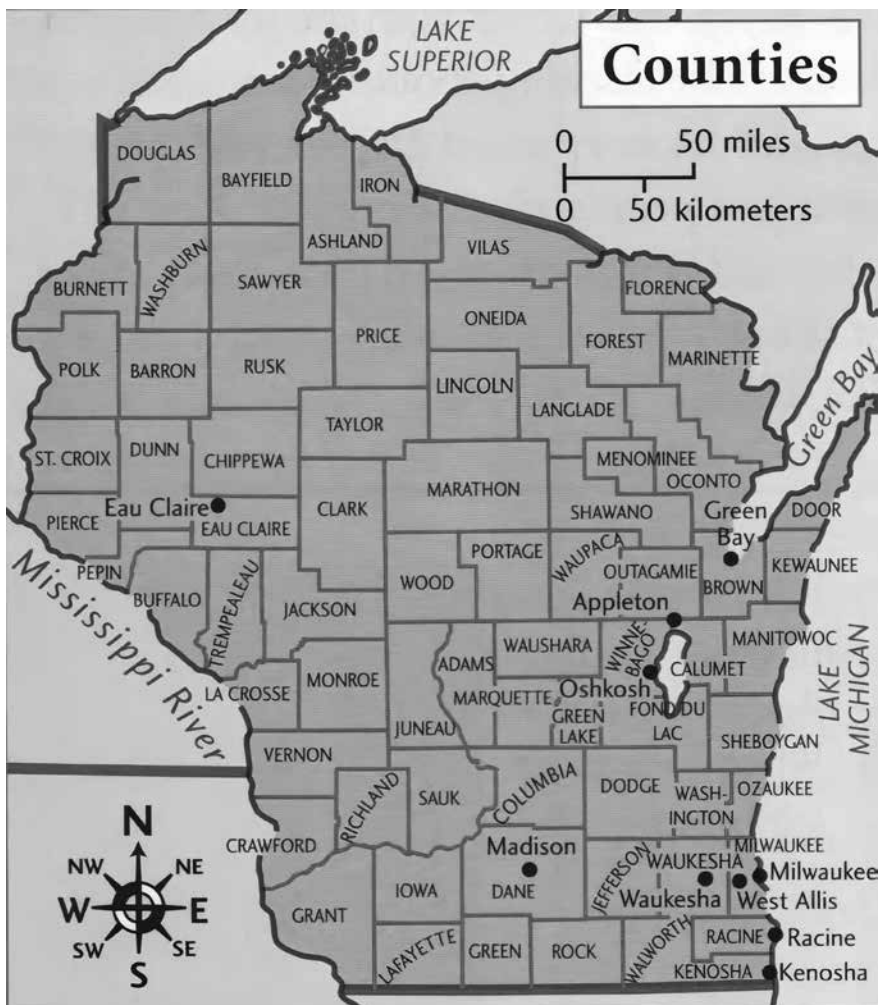 LAKE
SUPERIOR
Counties
0 50 miles
0 50 kilometers
DOUGLAS
BAYFIELD
IRON
ASHLAND
VILAS
BURNETT
WASHBURN
SAWYER
FLORENCE
PRICE
ONEIDA
FOREST
MARINETTE
POLK
BARRON
RUSK
LINCOLN
TAYLOR
LANGLADE
Green Bay
ST. CROIX
DUNN
CHIPPEWA
MENOMINEE
OCONTO
MARATHON
CLARK
Eau Claire
EAU CLAIRE
SHAWANO
Green
Bay
DOOR
PIERCE
PEPIN
PORTAGE
WAUPACA
OUTAGAMIE
KEWAUNEE
BROWN
WOOD
BUFFALO
TREMPEALEAU
JACKSON
Appleton
Mississippi River
WAUSHARA
WINNE-
BAGO
MANITOWOC
ADAMS
CALUMET
MONROE
LA CROSSE
MARQUETTE
Oshkosh
FOND DU
LAC
GREEN
LAKE
JUNEAU
LAKE
MICHIGAN
SHEBOYGAN
VERNON
RICHLAND
SAUK
COLUMBIA
DODGE
WASH-
INGTON
OZAUKEE
CRAWFORD
N
NW NE
W E
SW SE
S
Madison
DANE
IOWA
JEFFERSON
WAUKESHA
Waukesha
MILWAUKEE
Milwaukee
West Allis
GRANT
LAFAYETTE
GREEN
ROCK
WALWORTH
RACINE
Racine
KENOSHA
Kenosha